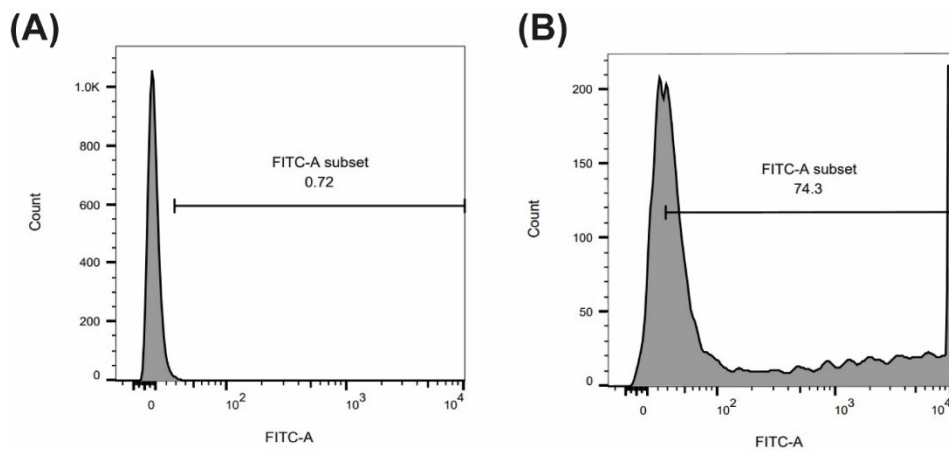 (A)
1.0K
800
600
400
200
0
Count
FITC-A subset
0.72
0
10^2
10^3
10^4
FITC-A
(B)
200
150
100
50
0
Count
FITC-A subset
74.3
0
10^2
10^3
10^4
FITC-A